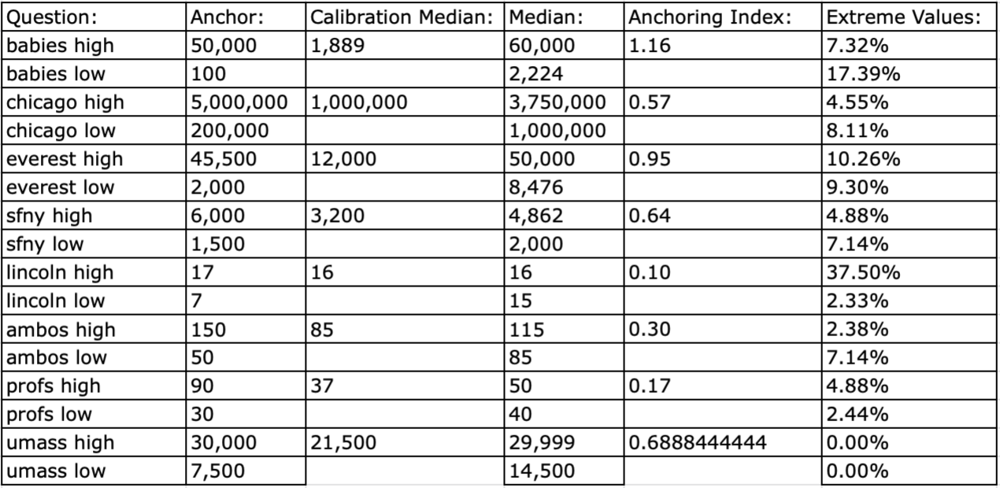 Question: Anchor: Calibration Median: Median: Anchoring Index: Extreme Values:
babies high 50,000 1,889 60,000 1.16 7.32%
babies low 100 2,224 17.39%
chicago high 5,000,000 1,000,000 3,750,000 0.57 4.55%
chicago low 200,000 1,000,000 8.11%
everest high 45,500 12,000 50,000 0.95 10.26%
everest low 2,000 8,476 9.30%
sfny high 6,000 3,200 4,862 0.64 4.88%
sfny low 1,500 2,000 7.14%
lincoln high 17 16 16 0.10 37.50%
lincoln low 7 15 2.33%
ambos high 150 85 115 0.30 2.38%
ambos low 50 85 7.14%
profs high 90 37 50 0.17 4.88%
profs low 30 40 2.44%
umass high 30,000 21,500 29,999 0.6888444444 0.00%
umass low 7,500 14,500 0.00%